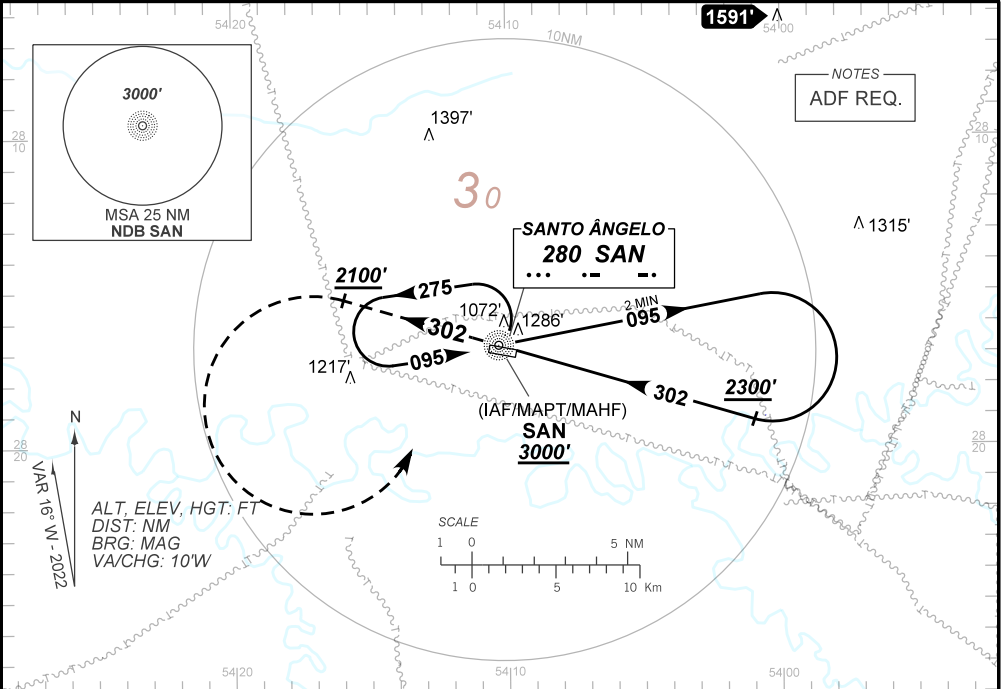 54|20
54|10
54|00
1591'
10NM
3000'
MSA 25 NM
NDB SAN
NOTES
ADF REQ.
28
10
28
10
1397'
3 0
1315'
SANTO ÂNGELO
280 SAN
2100'
275
1072'
1286'
2 MIN
095
302
095
1217'
2300'
302
(IAF/MAPT/MAHF)
SAN
3000'
N
VAR 16° W - 2022
28
20
28
20
ALT, ELEV, HGT: FT
DIST: NM
BRG: MAG
VA/CHG: 10'W
SCALE
1 0 5 NM
1 0 5 10 Km
54|20
54|10
54|00